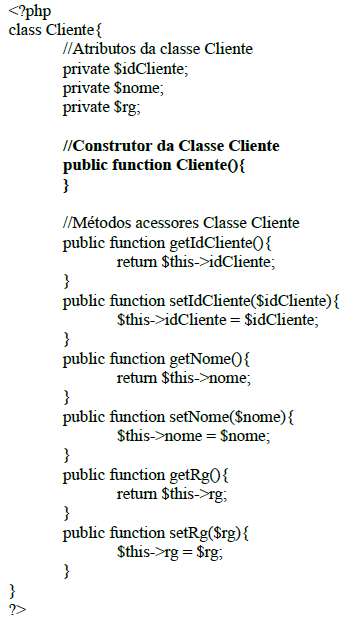 <?php
class Cliente{
//Atributos da classe Cliente
private $idCliente;
private $nome;
private $rg;
//Construtor da Classe Cliente
public function Cliente(){
}
//Métodos acessores Classe Cliente
public function getIdCliente(){
return $this->idCliente;
}
public function setIdCliente($idCliente){
$this->idCliente = $idCliente;
}
public function getNome(){
return $this->nome;
}
public function setNome($nome){
$this->nome = $nome;
}
public function getRg(){
return $this->rg;
}
public function setRg($rg){
$this->rg = $rg;
}
}
?>